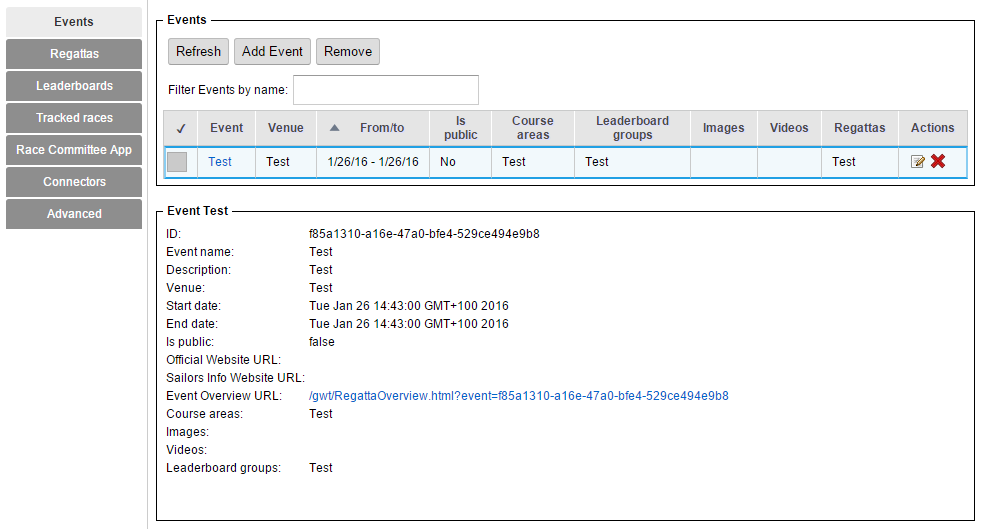 Events
Regattas
Leaderboards
Tracked races
Race Committee App
Connectors
Advanced
Events
Refresh Add Event Remove
Filter Events by name:
✓ Event Venue ▲ From/to Is public Course areas Leaderboard groups Images Videos Regattas Actions
Test Test 1/26/16 - 1/26/16 No Test Test Test
Event Test
ID: f85a1310-a16e-47a0-bfe4-529ce494e9b8
Event name: Test
Description: Test
Venue: Test
Start date: Tue Jan 26 14:43:00 GMT+100 2016
End date: Tue Jan 26 14:43:00 GMT+100 2016
Is public: false
Official Website URL:
Sailors Info Website URL:
Event Overview URL: /gwt/RegattaOverview.html?event=f85a1310-a16e-47a0-bfe4-529ce494e9b8
Course areas: Test
Images:
Videos:
Leaderboard groups: Test